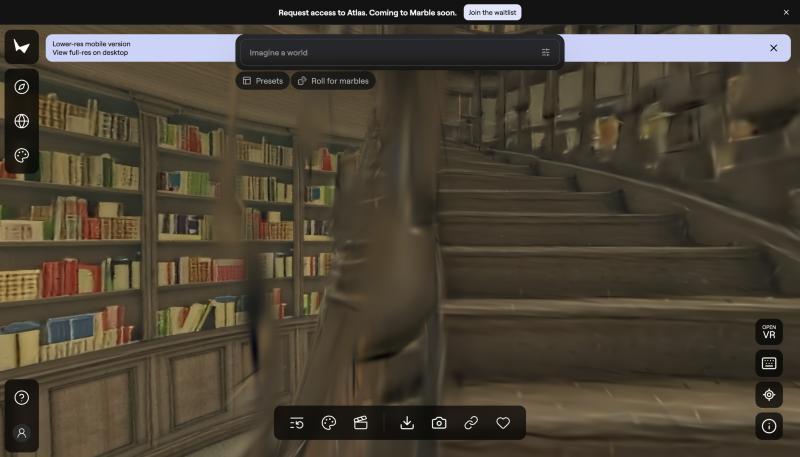 Request access to Atlas. Coming to Marble soon.
Join the waitlist
Lower-res mobile version
View full-res on desktop
Imagine a world
Presets
Roll for marbles
OPEN
VR